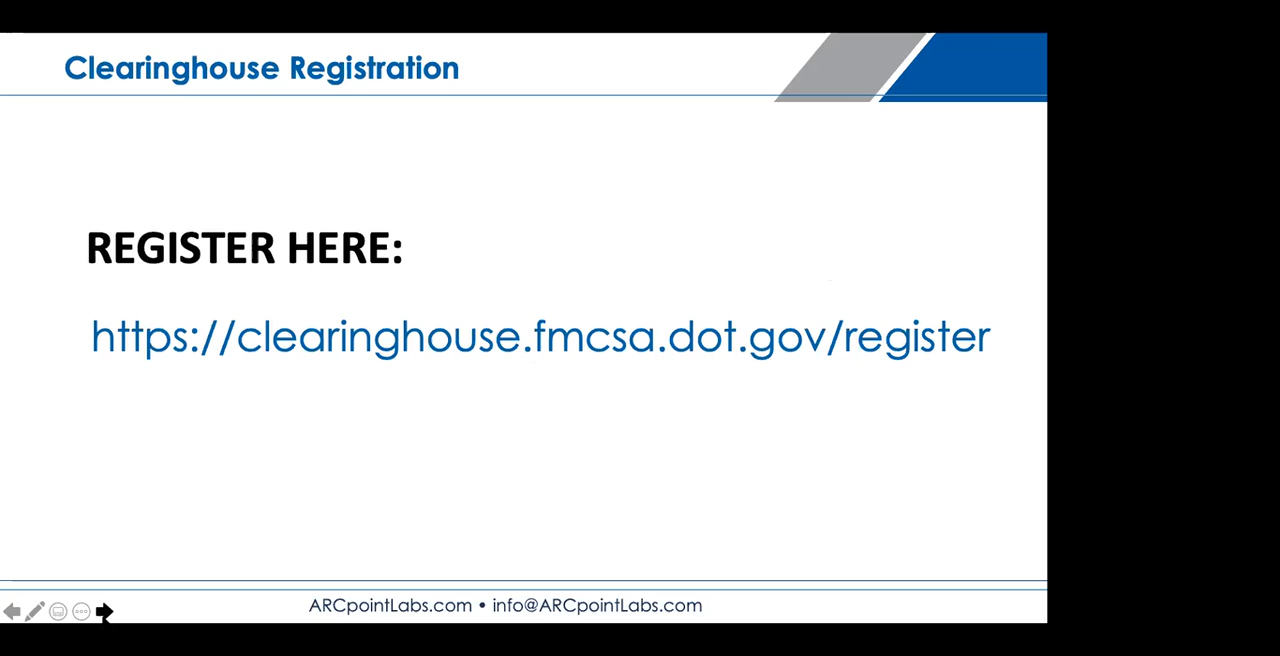 Clearinghouse Registration
REGISTER HERE:
https://clearinghouse.fmcsa.dot.gov/register
ARCpointLabs.com • info@ARCpointLabs.com